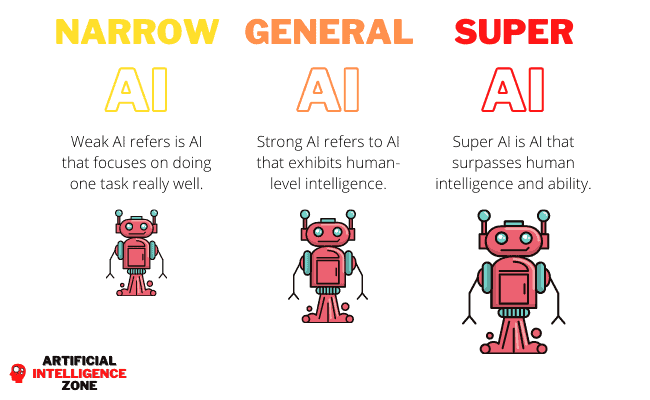 NARROW
AI
Weak AI refers is AI
that focuses on doing
one task really well.
GENERAL
AI
Strong AI refers to AI
that exhibits human-
level intelligence.
SUPER
AI
Super AI is AI that
surpasses human
intelligence and ability.
ARTIFICIAL
INTELLIGENCE
ZONE